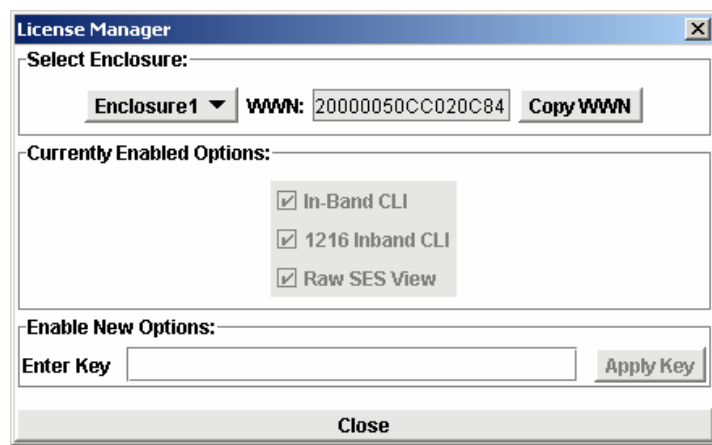 License Manager
Select Enclosure:
Enclosure1 WWN: 20000050CC020C84 Copy WWN
Currently Enabled Options:
In-Band CLI
1216 Inband CLI
Raw SES View
Enable New Options:
Enter Key Apply Key
Close